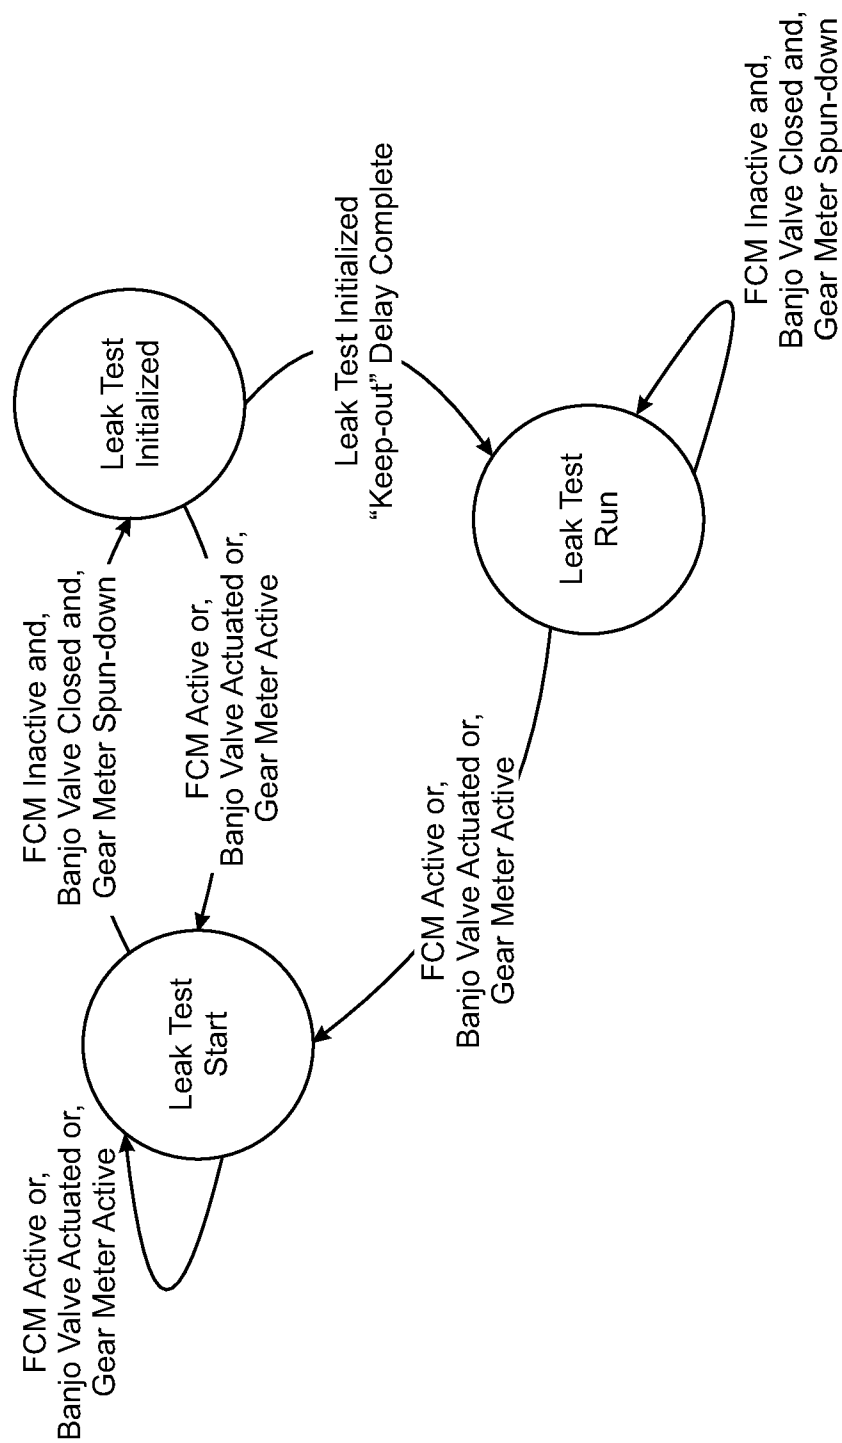 FCM Active or,
Banjo Valve Actuated or,
Gear Meter Active
Leak Test
Start
FCM Inactive and,
Banjo Valve Closed and,
Gear Meter Spun-down
FCM Active or,
Banjo Valve Actuated or,
Gear Meter Active
Leak Test
Initialized
FCM Active or,
Banjo Valve Actuated or,
Gear Meter Active
Leak Test Initialized
“Keep-out” Delay Complete
Leak Test
Run
FCM Inactive and,
Banjo Valve Closed and,
Gear Meter Spun-down